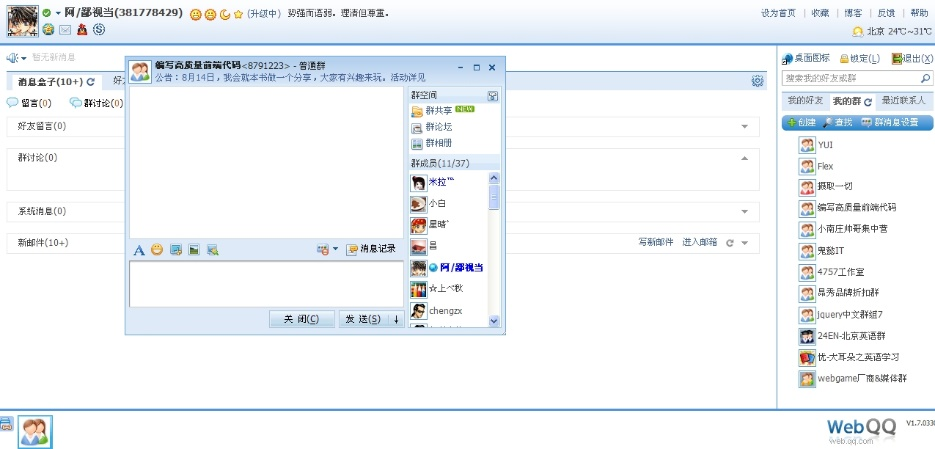 阿/鄙视当(381778429) (升级中) 势强而语弱. 理清但尊重.
设为首页 | 收藏 | 博客 | 反馈 | 帮助
北京 24℃~31℃
暂无新消息
桌面图标 锁定(L) 退出(X)
消息盒子(10+)
留言(0) 群讨论(0)
好友留言(0)
群讨论(0)
系统消息(0)
新邮件(10+) 写新邮件 进入邮箱
编写高质量前端代码<8791223> - 普通群
公告: 8月14日，我会就本书做一个分享，大家有兴趣来玩。活动详见
群空间
群共享 NEW
群论坛
群相册
群成员(11/37)
米拉™
小白
星晴`
昌
阿/鄙视当
☆上べ秋
chengzx
消息记录
关 闭(C) 发 送(S)
搜索我的好友或群
我的好友 我的群 最近联系人
创建 查找 群消息设置
YUI
Flex
摄取一切
编写高质量前端代码
小南庄帅哥集中营
鬼懿IT
4757工作室
昂秀品牌折扣群
jquery中文群组7
24EN-北京英语群
优-大耳朵之英语学习
webgame厂商&媒体群
WebQQ V1.7.0330
web.qq.com